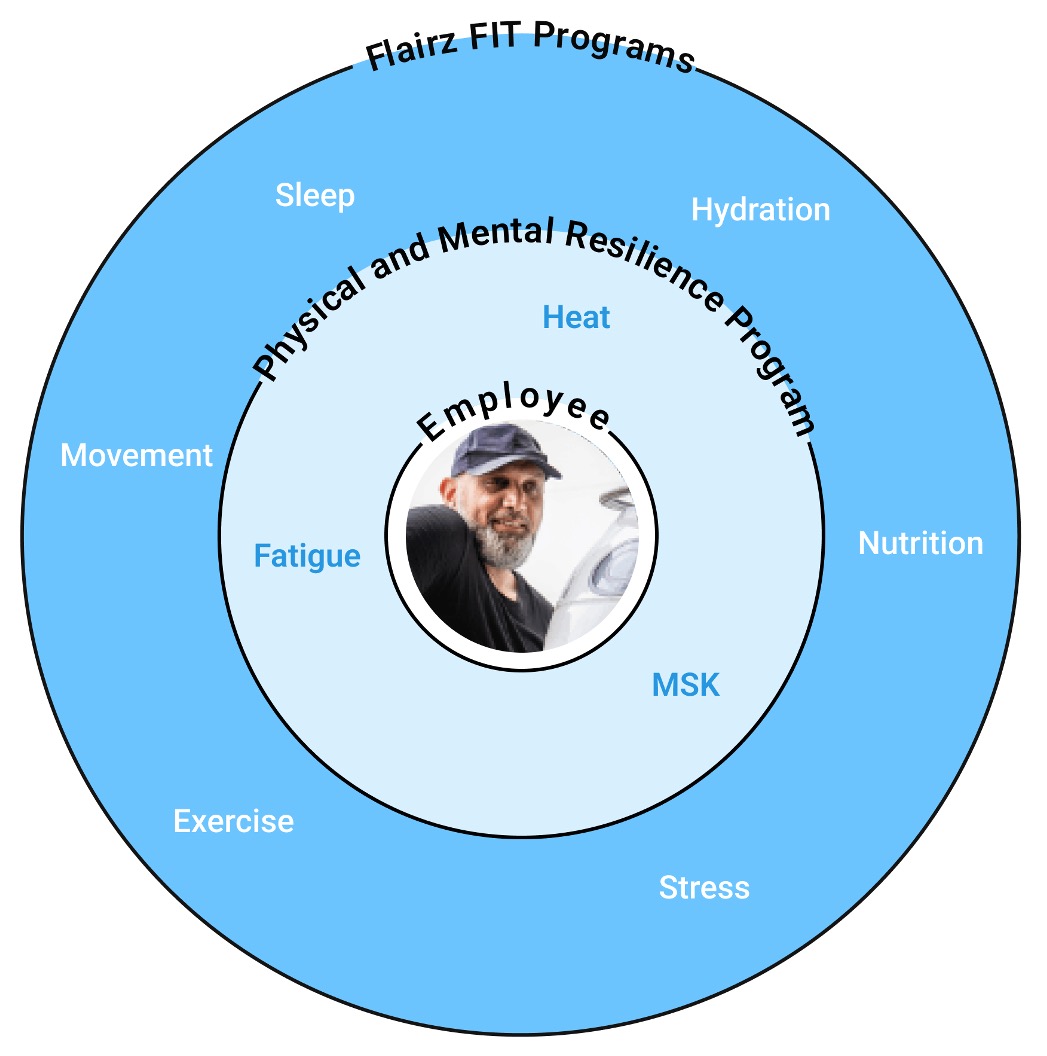 Flairz FIT Programs
Sleep
Hydration
Physical and Mental Resilience Program
Heat
Employee
Movement
Nutrition
Fatigue
MSK
Exercise
Stress